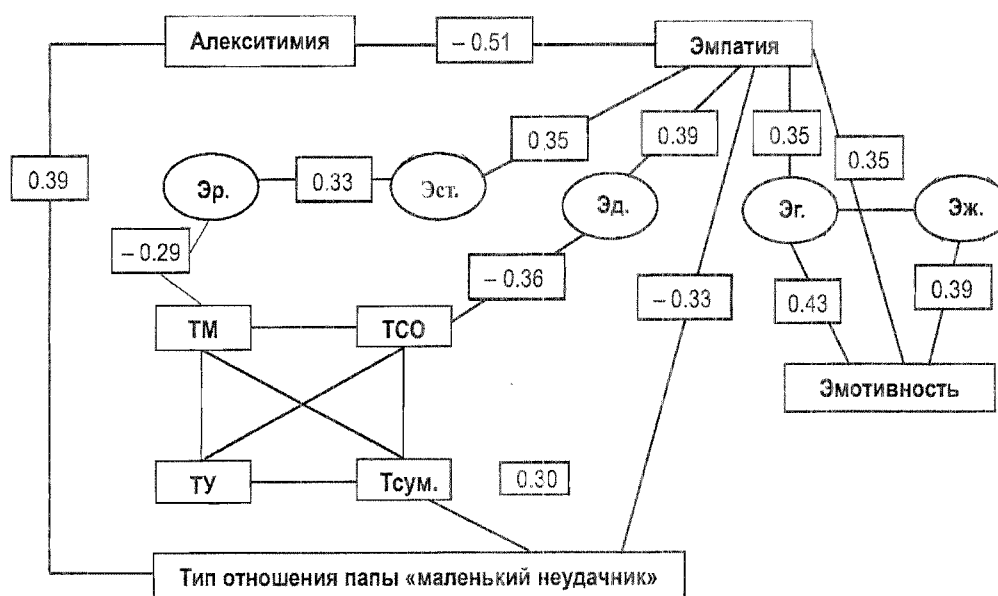 Алекситимия
– 0.51
Эмпатия
0.35
0.39
0.35
0.35
0.39
Эр.
0.33
Эст.
Эд.
Эг.
Эж.
– 0.29
– 0.36
– 0.33
0.43
0.39
ТМ
ТСО
Эмотивность
ТУ
Тсум.
0.30
Тип отношения папы «маленький неудачник»